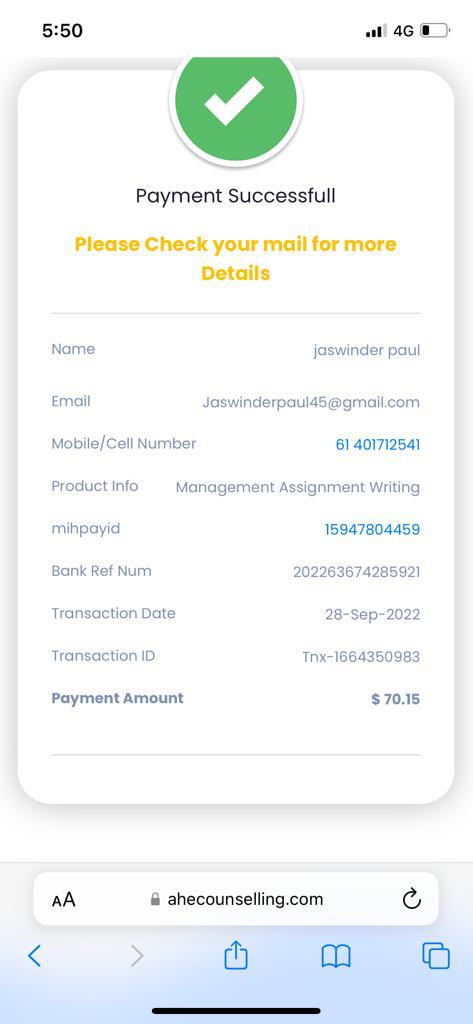 5:50
4G
Payment Successfull
Please Check your mail for more
Details
Name jaswinder paul
Email Jaswinderpaul45@gmail.com
Mobile/Cell Number 61 401712541
Product Info Management Assignment Writing
mihpayid 15947804459
Bank Ref Num 202263674285921
Transaction Date 28-Sep-2022
Transaction ID Tnx-1664350983
Payment Amount $ 70.15
AA ahecounselling.com